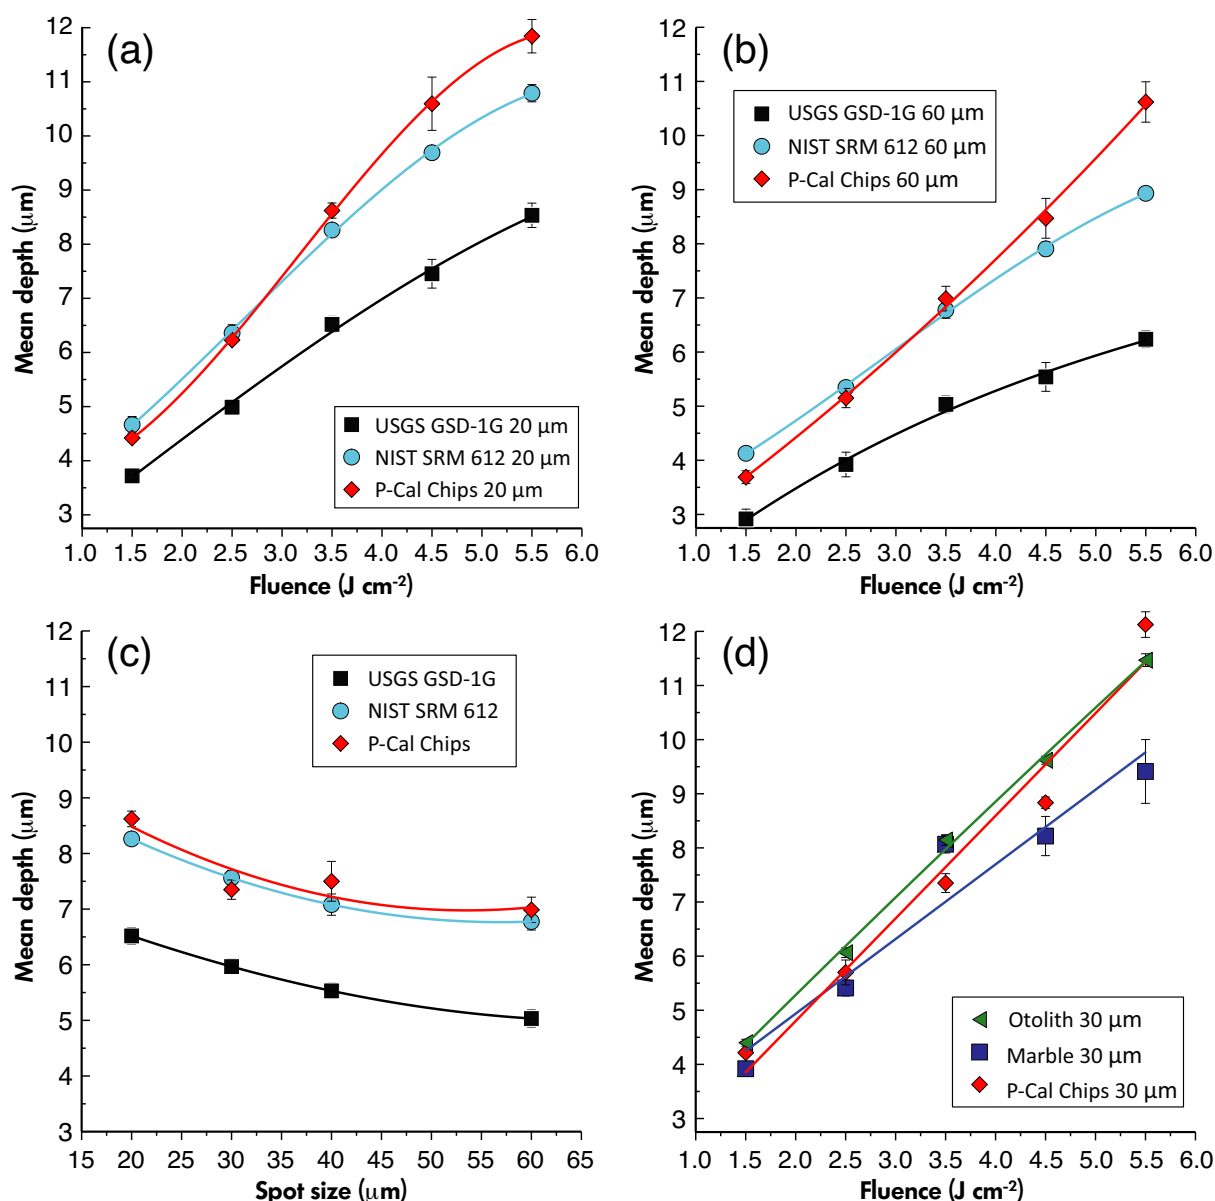 (a)
Mean depth (μm)
12
11
10
9
8
7
6
5
4
3
USGS GSD-1G 20 μm
NIST SRM 612 20 μm
P-Cal Chips 20 μm
1.0 1.5 2.0 2.5 3.0 3.5 4.0 4.5 5.0 5.5 6.0
Fluence (J cm⁻²)
(b)
Mean depth (μm)
12
11
10
9
8
7
6
5
4
3
USGS GSD-1G 60 μm
NIST SRM 612 60 μm
P-Cal Chips 60 μm
1.0 1.5 2.0 2.5 3.0 3.5 4.0 4.5 5.0 5.5 6.0
Fluence (J cm⁻²)
(c)
Mean depth (μm)
12
11
10
9
8
7
6
5
4
3
USGS GSD-1G
NIST SRM 612
P-Cal Chips
15 20 25 30 35 40 45 50 55 60 65
Spot size (μm)
(d)
Mean depth (μm)
12
11
10
9
8
7
6
5
4
3
Otolith 30 μm
Marble 30 μm
P-Cal Chips 30 μm
1.0 1.5 2.0 2.5 3.0 3.5 4.0 4.5 5.0 5.5 6.0
Fluence (J cm⁻²)